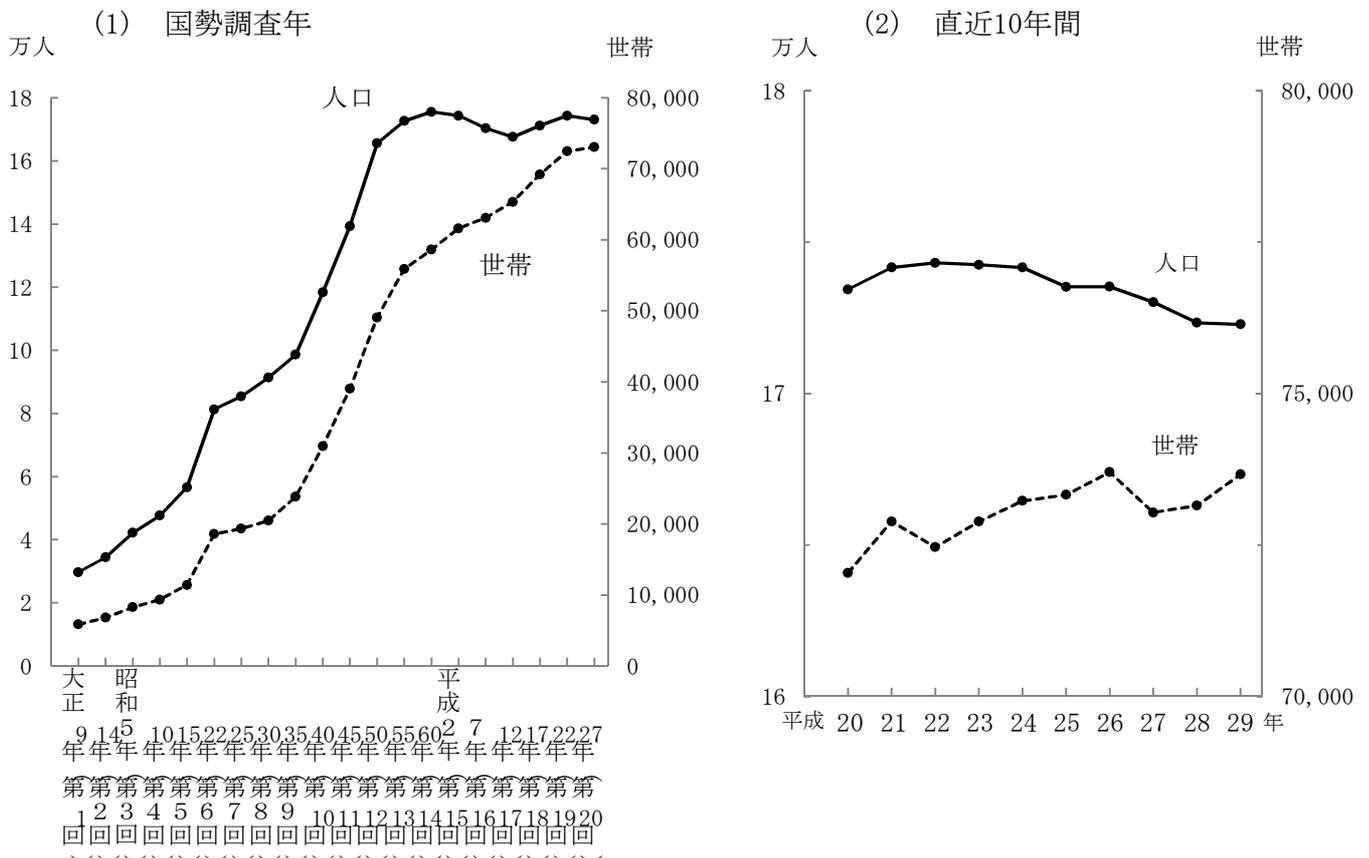 (1) 国勢調査年
万人
世帯
18
16
14
12
10
8
6
4
2
0
80,000
70,000
60,000
50,000
40,000
30,000
20,000
10,000
0
人口
世帯
大正9年(第1回)
14年(第2回)
昭和5年(第3回)
10年(第4回)
15年(第5回)
22年(第6回)
25年(第7回)
30年(第8回)
35年(第9回)
40年(第10回)
45年(第11回)
50年(第12回)
55年(第13回)
60年(第14回)
平成2年(第15回)
7年(第16回)
12年(第17回)
17年(第18回)
22年(第19回)
27年(第20回)
(2) 直近10年間
万人
世帯
18
17
16
80,000
75,000
70,000
人口
世帯
平成 20 21 22 23 24 25 26 27 28 29 年